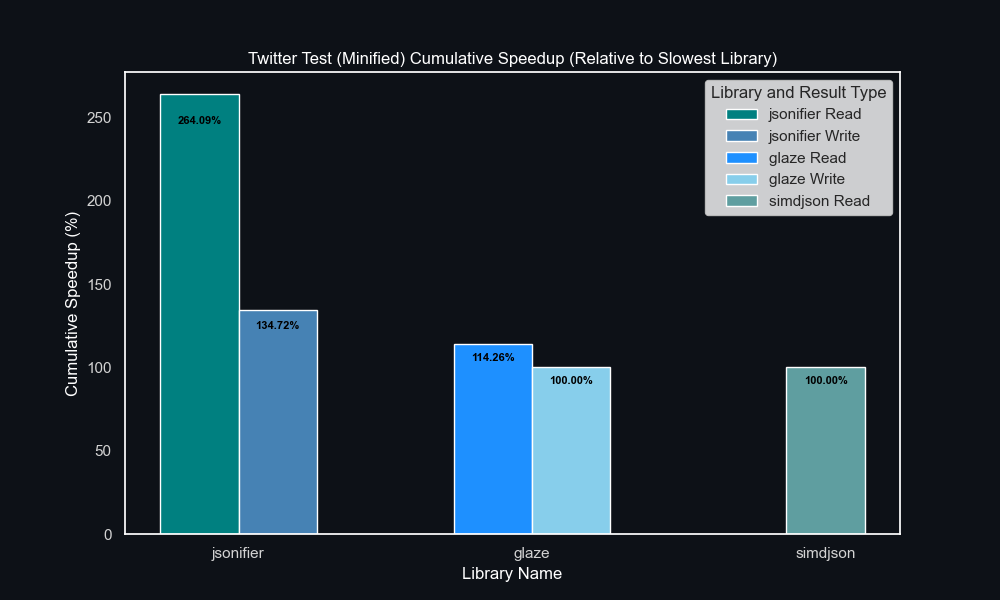 Twitter Test (Minified) Cumulative Speedup (Relative to Slowest Library)
Library and Result Type
jsonifier Read
jsonifier Write
glaze Read
glaze Write
simdjson Read
Cumulative Speedup (%)
250
200
150
100
50
0
264.09%
134.72%
114.26%
100.00%
100.00%
jsonifier
glaze
simdjson
Library Name